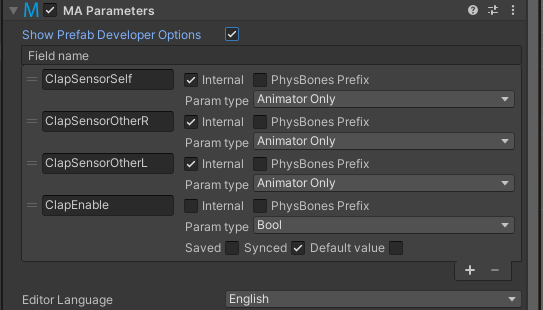 MA Parameters
Show Prefab Developer Options
Field name
ClapSensorSelf Internal PhysBones Prefix
Param type Animator Only
ClapSensorOtherR Internal PhysBones Prefix
Param type Animator Only
ClapSensorOtherL Internal PhysBones Prefix
Param type Animator Only
ClapEnable Internal PhysBones Prefix
Param type Bool
Saved Synced Default value
Editor Language English